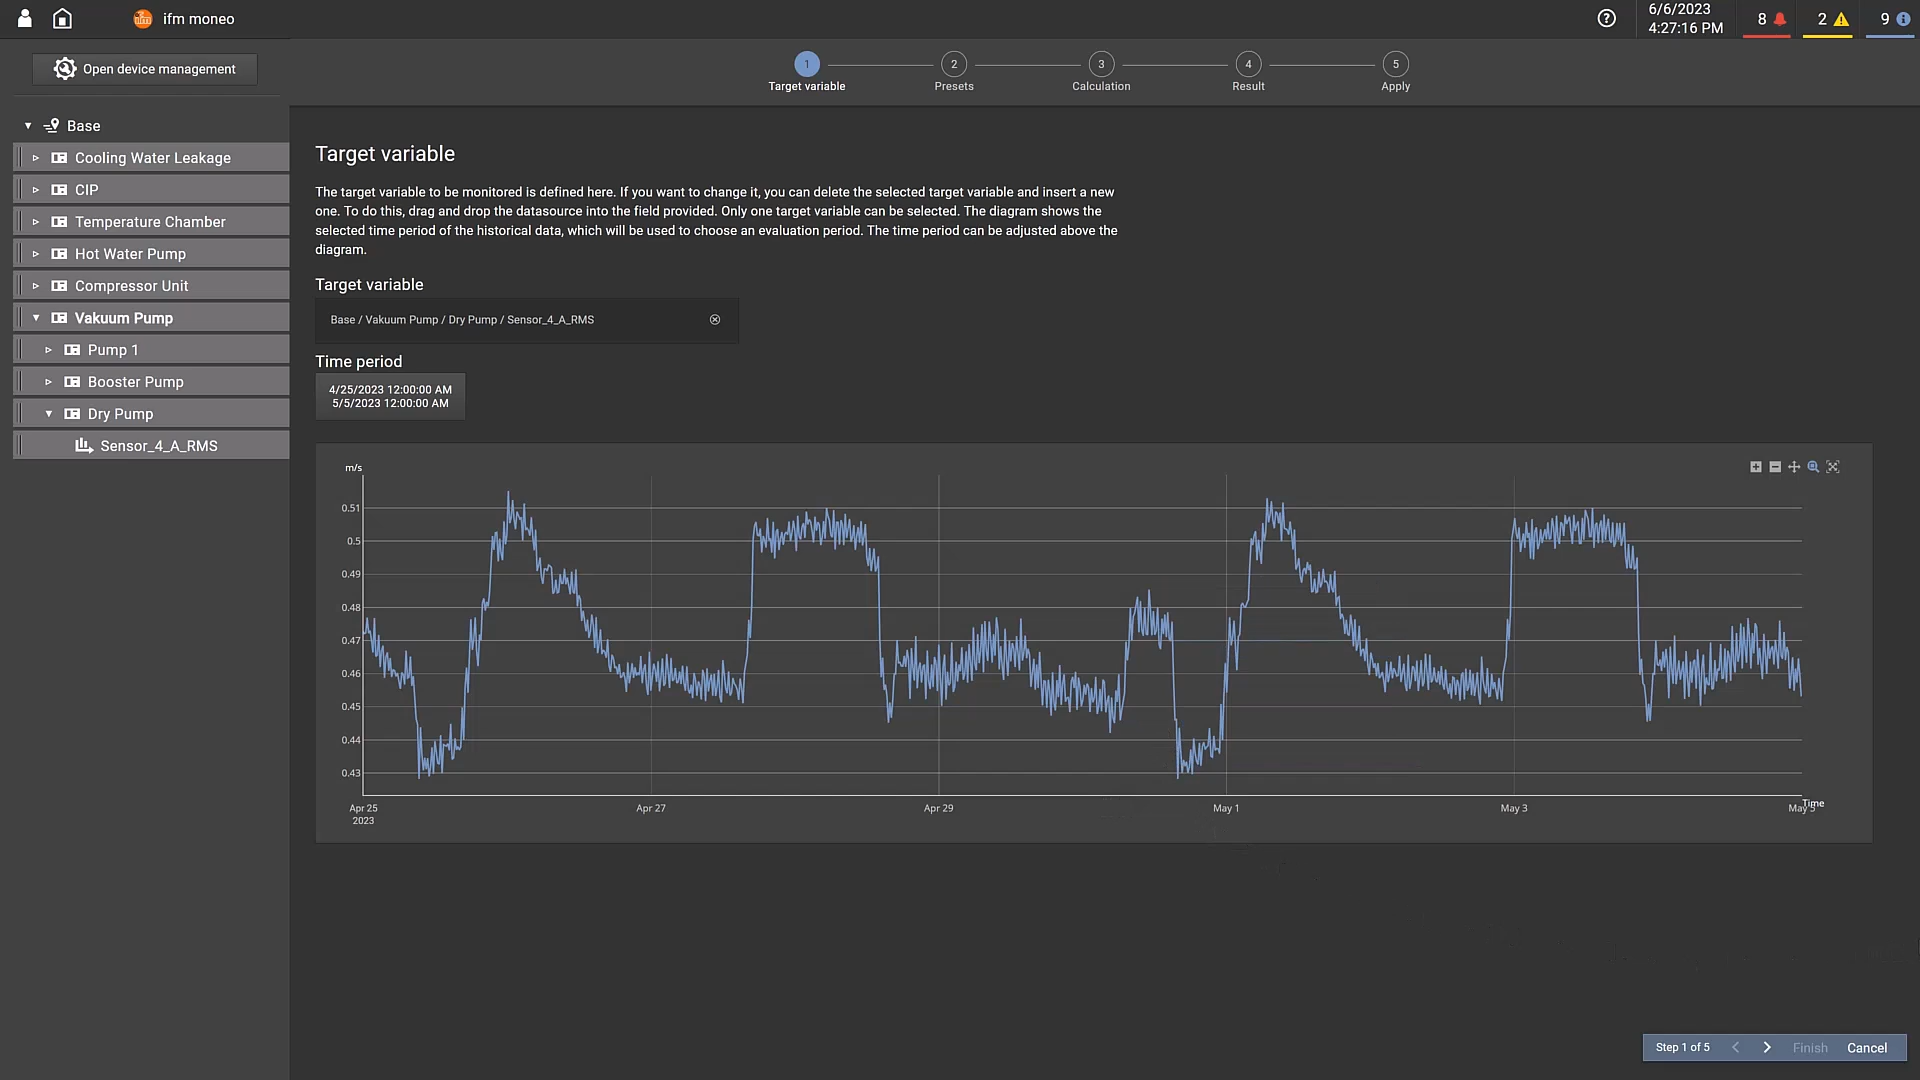 ifm moneo
6/6/2023
4:27:16 PM
8
2
9
Open device management
1
2
3
4
5
Target variable
Presets
Calculation
Result
Apply
Base
Cooling Water Leakage
CIP
Temperature Chamber
Hot Water Pump
Compressor Unit
Vakuum Pump
Pump 1
Booster Pump
Dry Pump
Sensor_4_A_RMS
Target variable
The target variable to be monitored is defined here. If you want to change it, you can delete the selected target variable and insert a new
one. To do this, drag and drop the datasource into the field provided. Only one target variable can be selected. The diagram shows the
selected time period of the historical data, which will be used to choose an evaluation period. The time period can be adjusted above the
diagram.
Target variable
Base / Vakuum Pump / Dry Pump / Sensor_4_A_RMS
Time period
4/25/2023 12:00:00 AM
5/5/2023 12:00:00 AM
m/s
0.51
0.5
0.49
0.48
0.47
0.46
0.45
0.44
0.43
Apr 25
2023
Apr 27
Apr 29
May 1
May 3
May 5
Time
Step 1 of 5
Finish
Cancel